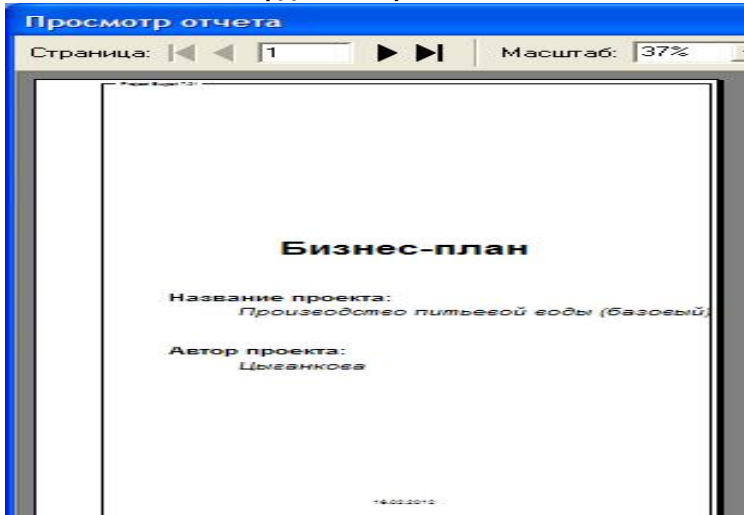 Просмотр отчета
Страница: 1 Масштаб: 37%
Бизнес-план
Название проекта:
Производство питьевой воды (базовый)
Автор проекта:
Цыганкова